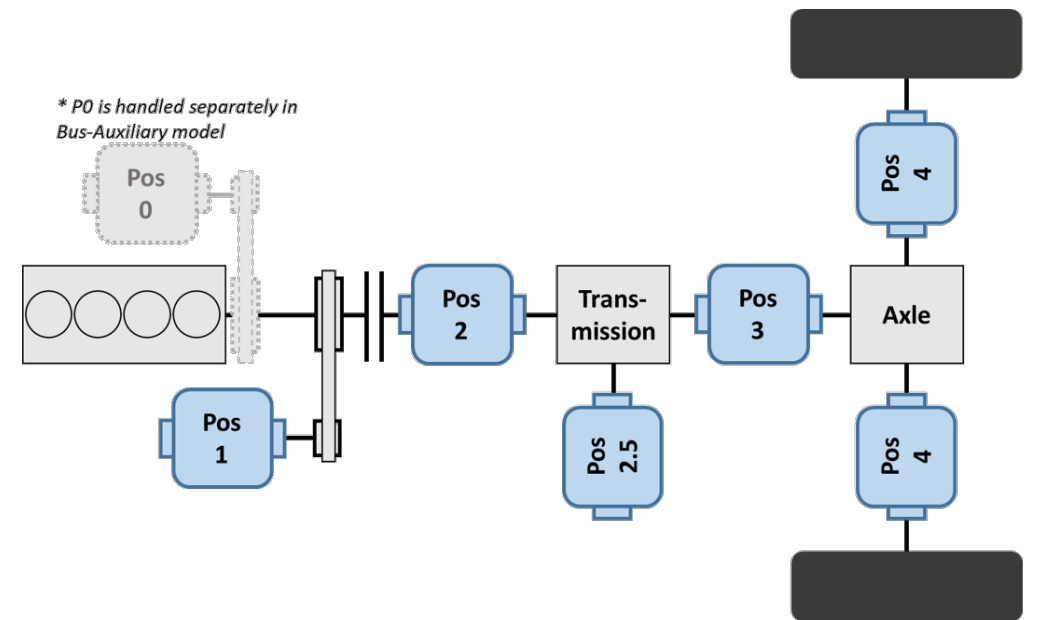 * P0 is handled separately in
Bus-Auxiliary model
Pos
0
Pos
1
Pos
2
Trans-
mission
Pos
2.5
Pos
3
Axle
Pos
4
Pos
4